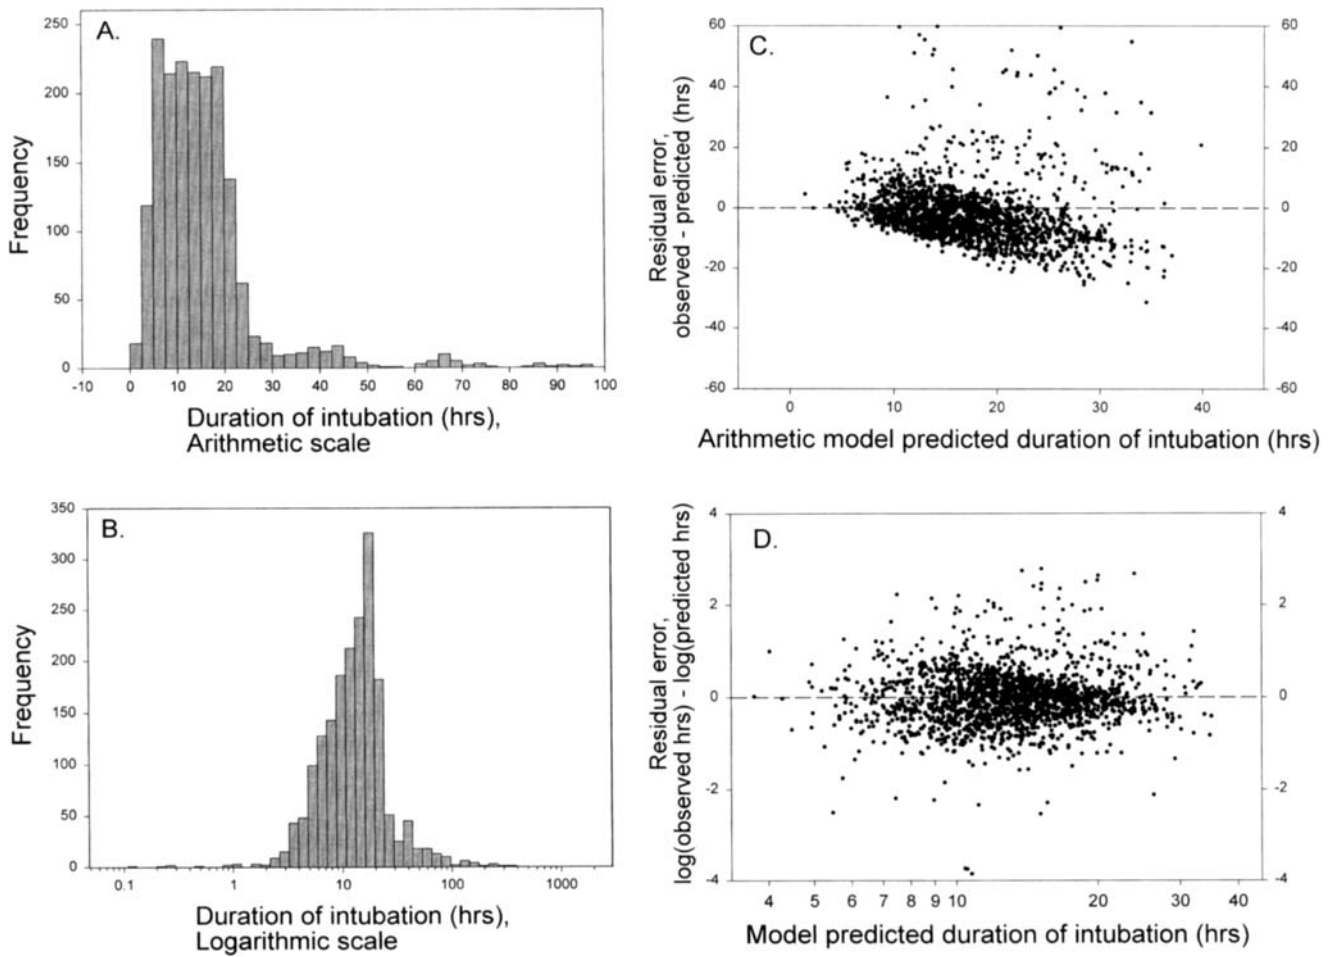 A.
250
200
150
100
50
0
Frequency
-10 0 10 20 30 40 50 60 70 80 90 100
Duration of intubation (hrs),
Arithmetic scale
B.
350
300
250
200
150
100
50
0
Frequency
0.1 1 10 100 1000
Duration of intubation (hrs),
Logarithmic scale
C.
60 60
40 40
20 20
0 0
-20 -20
-40 -40
-60 -60
Residual error,
observed - predicted (hrs)
0 10 20 30 40
Arithmetic model predicted duration of intubation (hrs)
D.
4 4
2 2
0 0
-2 -2
-4 -4
Residual error,
log(observed hrs) - log(predicted hrs)
4 5 6 7 8 9 10 20 30 40
Model predicted duration of intubation (hrs)